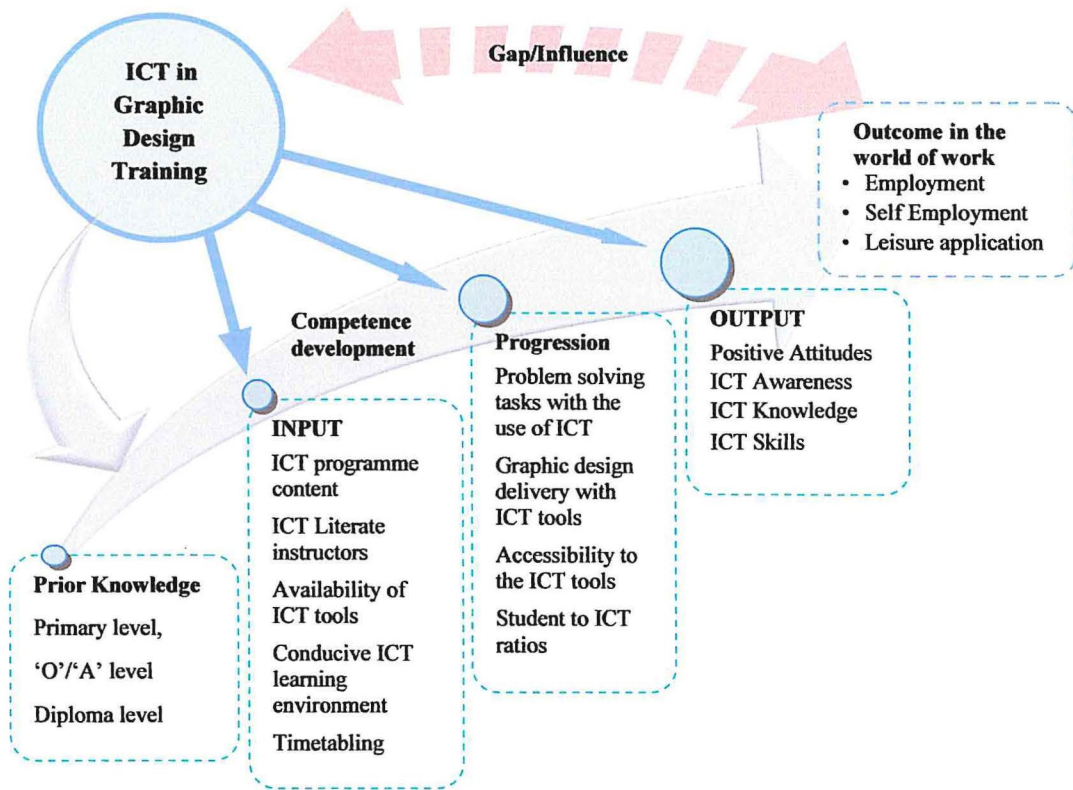 ICT in
Graphic
Design
Training
Gap/Influence
Outcome in the
world of work
• Employment
• Self Employment
• Leisure application
Competence
development
Prior Knowledge
Primary level,
‘O’/‘A’ level
Diploma level
INPUT
ICT programme
content
ICT Literate
instructors
Availability of
ICT tools
Conducive ICT
learning
environment
Timetabling
Progression
Problem solving
tasks with the
use of ICT
Graphic design
delivery with
ICT tools
Accessibility to
the ICT tools
Student to ICT
ratios
OUTPUT
Positive Attitudes
ICT Awareness
ICT Knowledge
ICT Skills